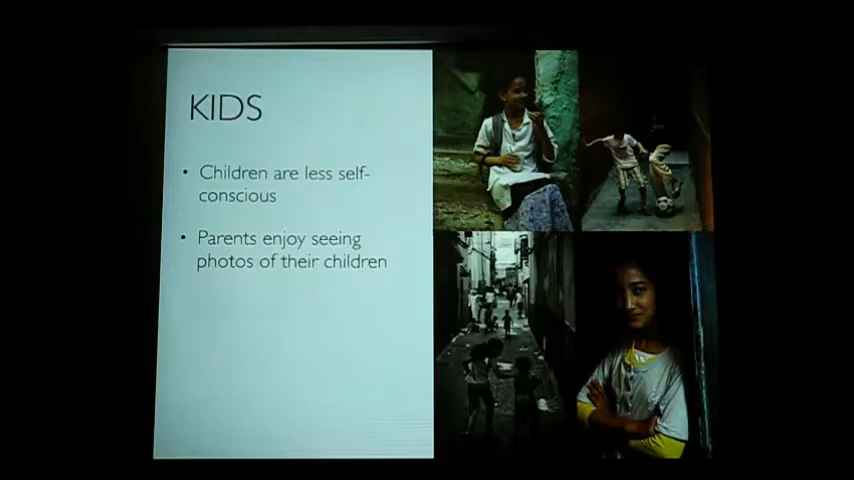 KIDS
• Children are less self-
conscious
• Parents enjoy seeing
photos of their children